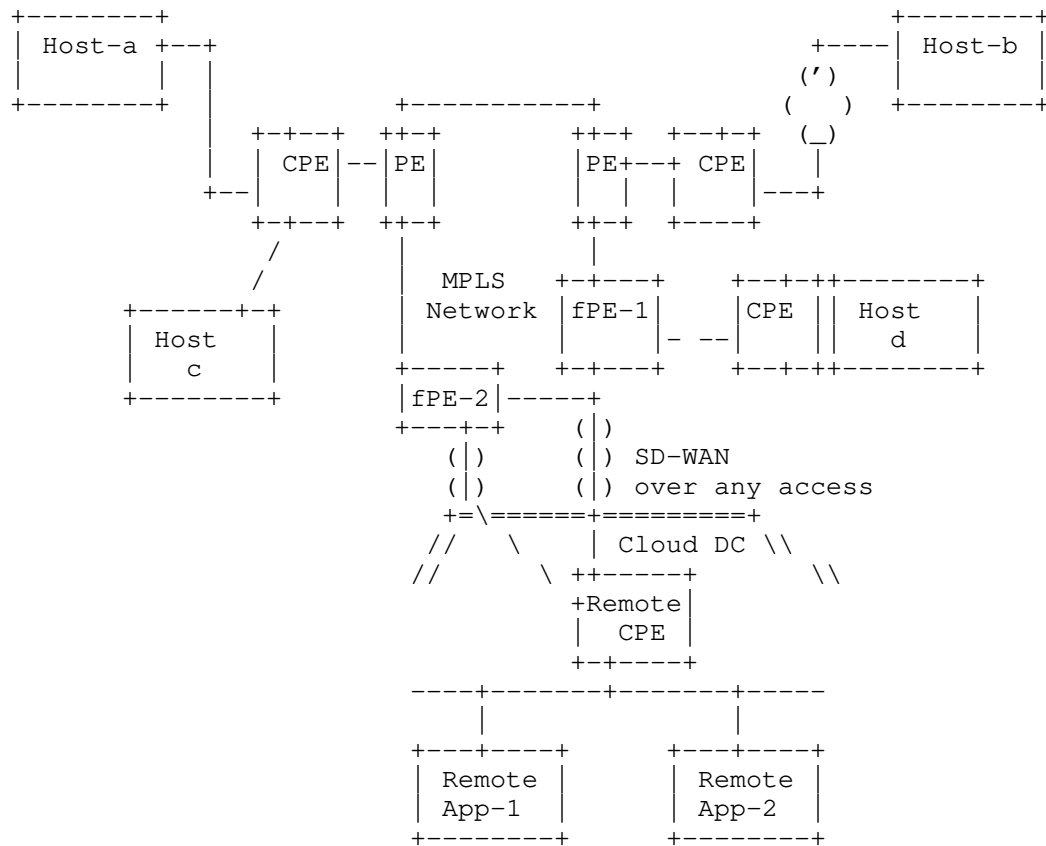 Host-a Host-b
CPE PE PE CPE
MPLS
Network fPE-1 CPE Host
Host d
c
fPE-2
SD-WAN
over any access
Cloud DC
Remote
CPE
Remote Remote
App-1 App-2